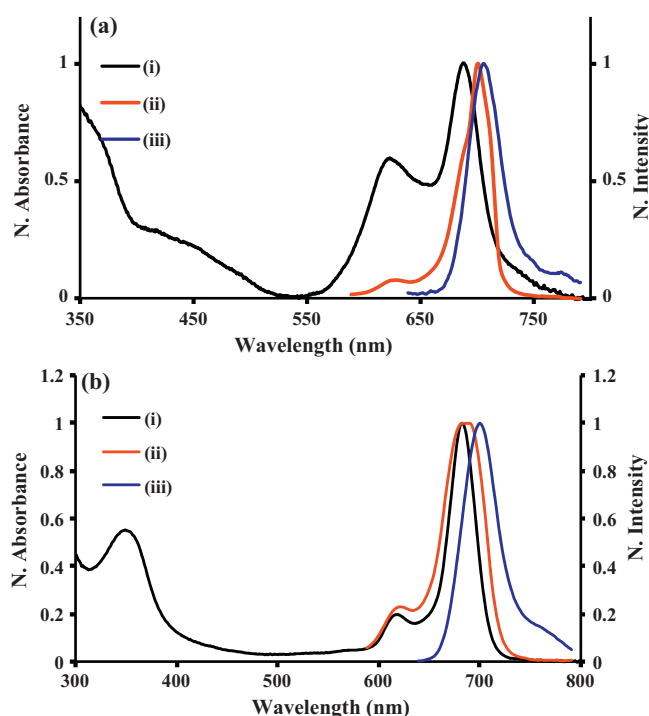 (a)
(i)
(ii)
(iii)
N. Absorbance
N. Intensity
1
0.5
0
1
0.5
0
350
450
550
650
750
Wavelength (nm)
(b)
(i)
(ii)
(iii)
N. Absorbance
N. Intensity
1.2
1
0.8
0.6
0.4
0.2
0
1.2
1
0.8
0.6
0.4
0.2
0
300
400
500
600
700
800
Wavelength (nm)